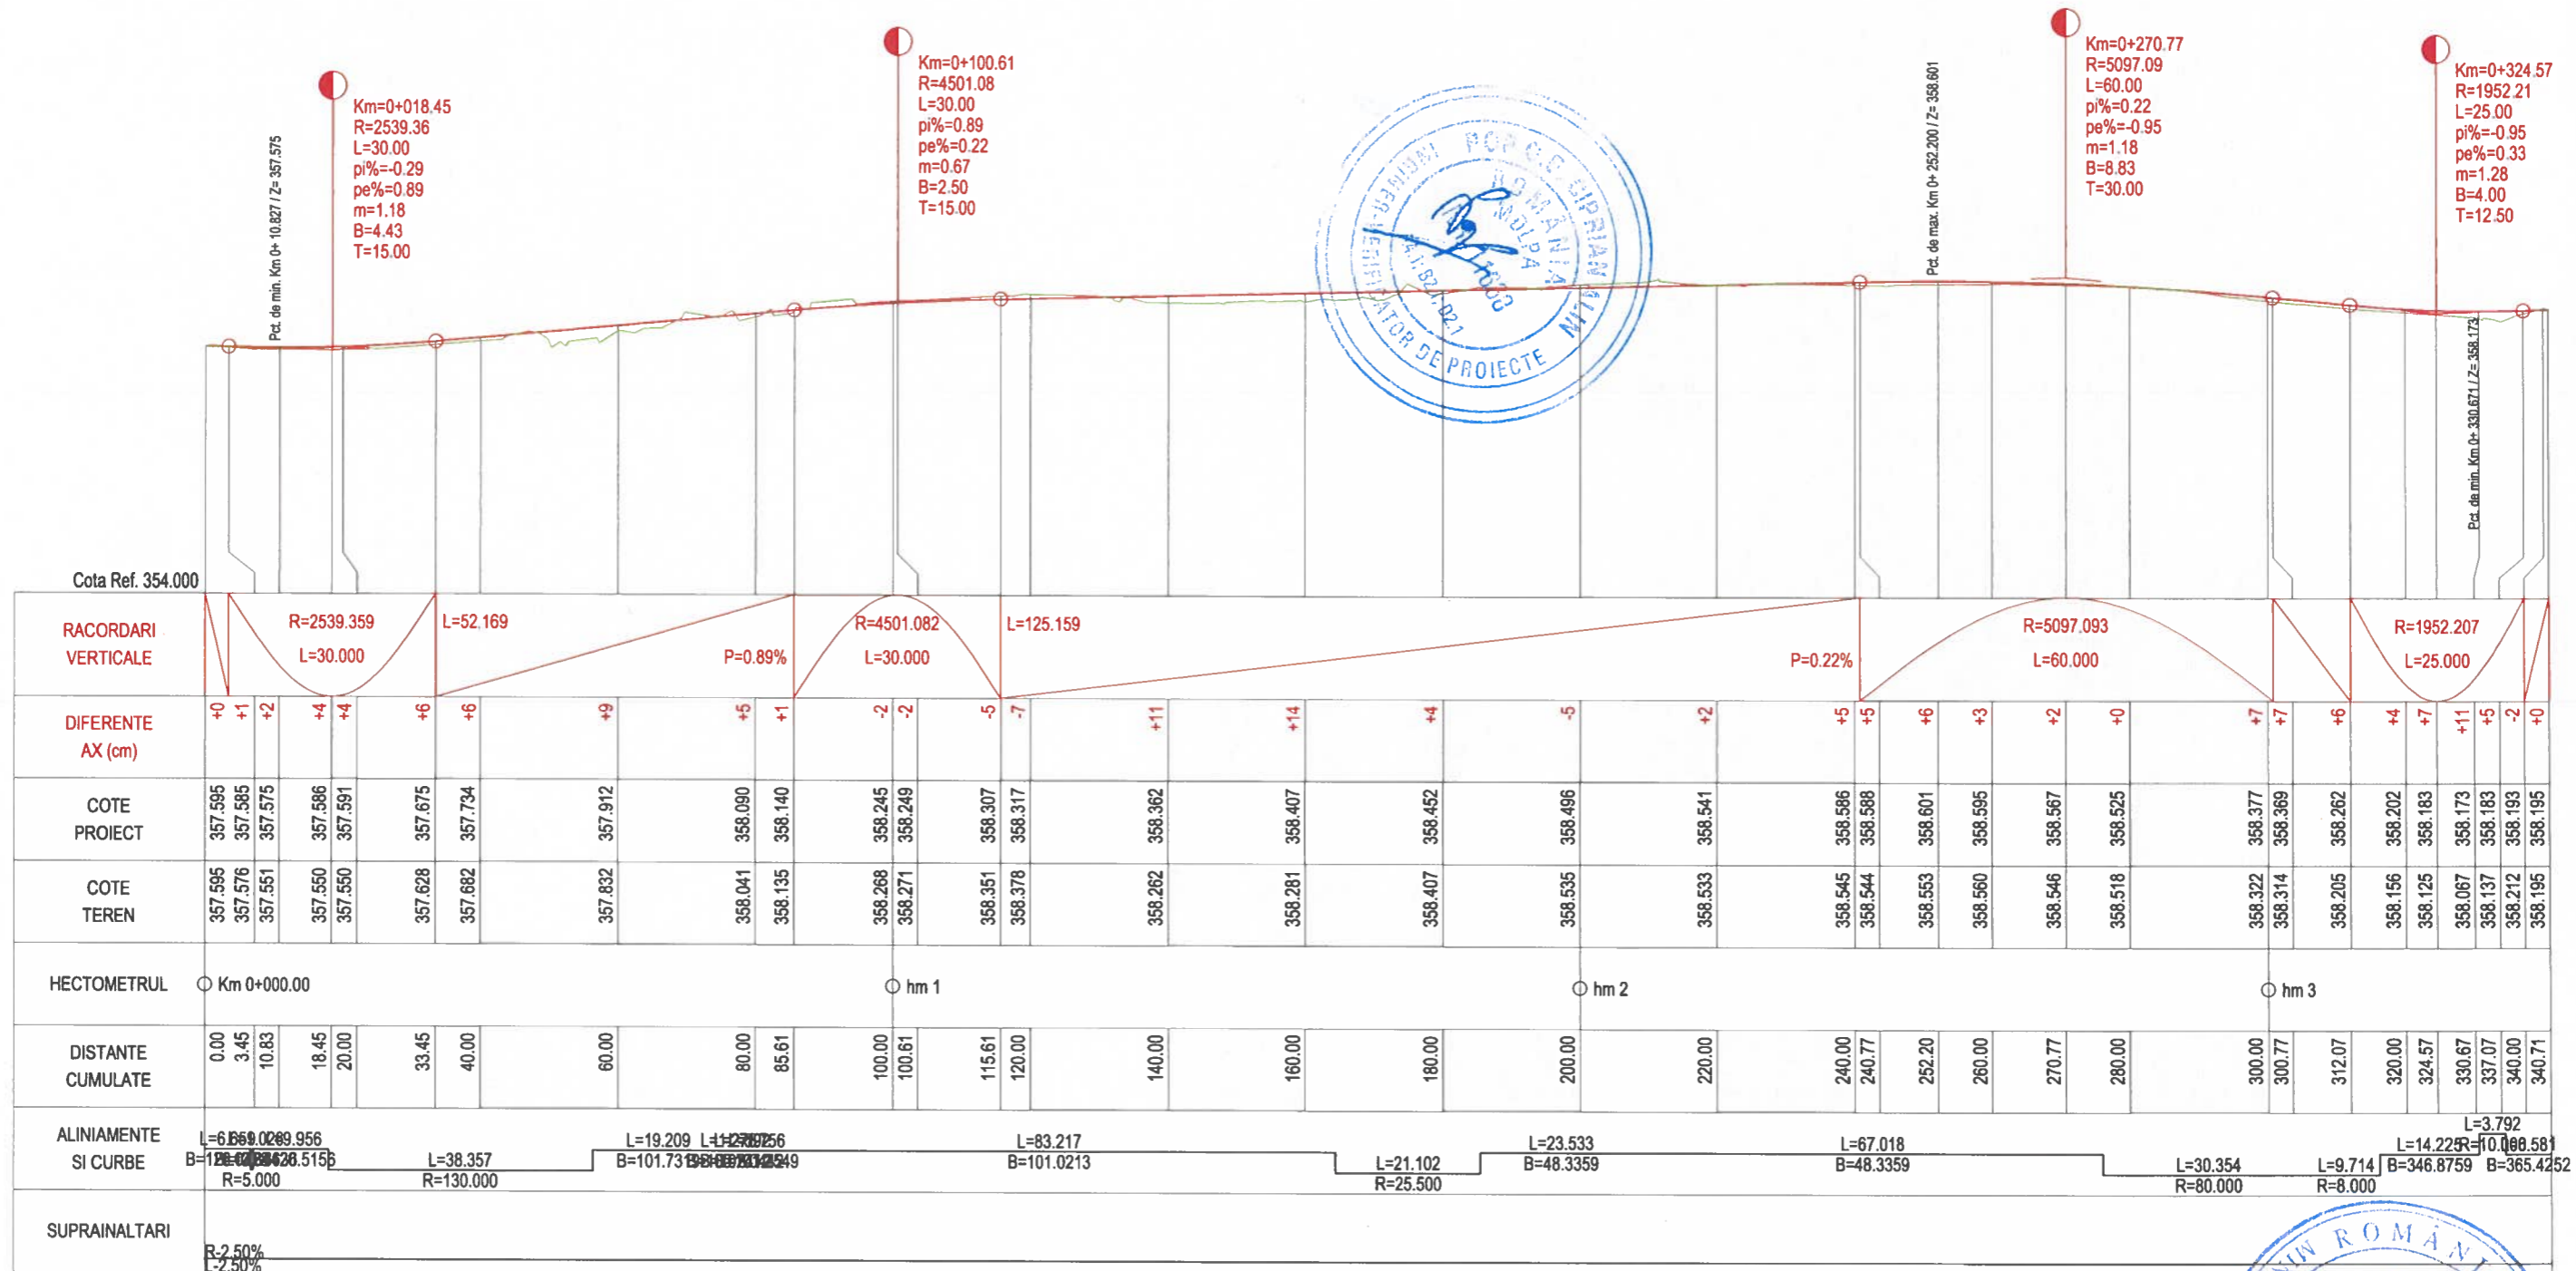 Km=0+018.45
R=2539.36
L=30.00
pi%=-0.29
pe%=0.89
m=1.18
B=4.43
T=15.00
Km=0+100.61
R=4501.08
L=30.00
pi%=0.89
pe%=0.22
m=0.67
B=2.50
T=15.00
Km=0+270.77
R=5097.09
L=60.00
pi%=0.22
pe%=-0.95
m=1.18
B=8.83
T=30.00
Km=0+324.57
R=1952.21
L=25.00
pi%=-0.95
pe%=0.33
m=1.28
B=4.00
T=12.50
Pct. de min. Km 0+ 10.827 / Z= 357.575
Pct. de max. Km 0+ 252.200 / Z= 358.601
Pct. de min. Km 0+ 330.671 / Z= 358.173
POP C.C. CIPRIAN ALIN
VERIFICATOR DE PROIECTE
ROMÂNIA
MDLPA
Cota Ref. 354.000
RACORDARI VERTICALE
R=2539.359
L=30.000
L=52.169
P=0.89%
R=4501.082
L=30.000
L=125.159
P=0.22%
R=5097.093
L=60.000
R=1952.207
L=25.000
DIFERENTE AX (cm)
+0 +1 +2 +4 +4 +6 +6 +9 +5 +1 -2 -2 -5 -7 +11 +14 +4 -5 +2 +5 +5 +6 +3 +2 +0 +7 +7 +6 +4 +7 +11 +5 -2 +0
COTE PROIECT
357.595 357.585 357.575 357.586 357.591 357.675 357.734 357.912 358.090 358.140 358.245 358.249 358.307 358.317 358.362 358.407 358.452 358.496 358.541 358.586 358.588 358.601 358.595 358.567 358.525 358.377 358.369 358.262 358.202 358.183 358.173 358.183 358.193 358.195
COTE TEREN
357.595 357.576 357.551 357.550 357.550 357.628 357.682 357.832 358.041 358.135 358.268 358.271 358.351 358.378 358.262 358.281 358.407 358.535 358.533 358.545 358.544 358.553 358.560 358.546 358.518 358.322 358.314 358.205 358.156 358.125 358.067 358.137 358.212 358.195
HECTOMETRUL
Km 0+000.00
hm 1
hm 2
hm 3
DISTANTE CUMULATE
0.00 3.45 10.83 18.45 20.00 33.45 40.00 60.00 80.00 85.61 100.00 100.61 115.61 120.00 140.00 160.00 180.00 200.00 220.00 240.00 240.77 252.20 260.00 270.77 280.00 300.00 300.77 312.07 320.00 324.57 330.67 337.07 340.00 340.71
ALINIAMENTE SI CURBE
R=5.000
L=38.357
R=130.000
L=19.209
L=83.217
B=101.0213
L=21.102
R=25.500
L=23.533
B=48.3359
L=67.018
B=48.3359
L=30.354
R=80.000
L=9.714
R=8.000
L=14.225
B=346.8759
L=3.792
B=365.4252
SUPRAINALTARI
R-2.50%
L-2.50%
ROMÂN